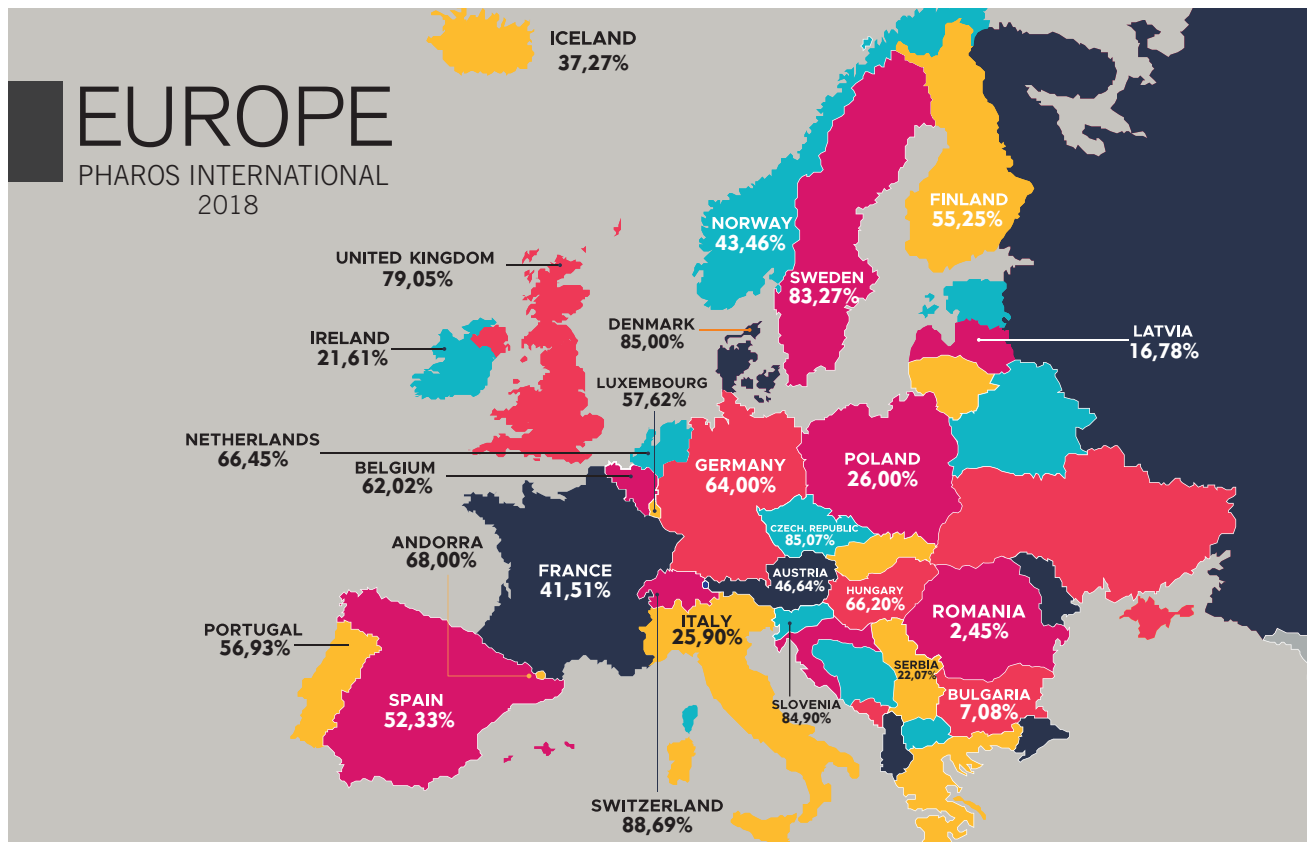 ICELAND
37,27%
EUROPE
PHAROS INTERNATIONAL
2018
FINLAND
55,25%
NORWAY
43,46%
UNITED KINGDOM
79,05%
SWEDEN
83,27%
DENMARK
85,00%
IRELAND
21,61%
LATVIA
16,78%
LUXEMBOURG
57,62%
NETHERLANDS
66,45%
BELGIUM
62,02%
GERMANY
64,00%
POLAND
26,00%
CZECH. REPUBLIC
85,07%
ANDORRA
68,00%
FRANCE
41,51%
AUSTRIA
46,64%
HUNGARY
66,20%
ROMANIA
2,45%
PORTUGAL
56,93%
ITALY
25,90%
SERBIA
22,07%
SPAIN
52,33%
SLOVENIA
84,90%
BULGARIA
7,08%
SWITZERLAND
88,69%